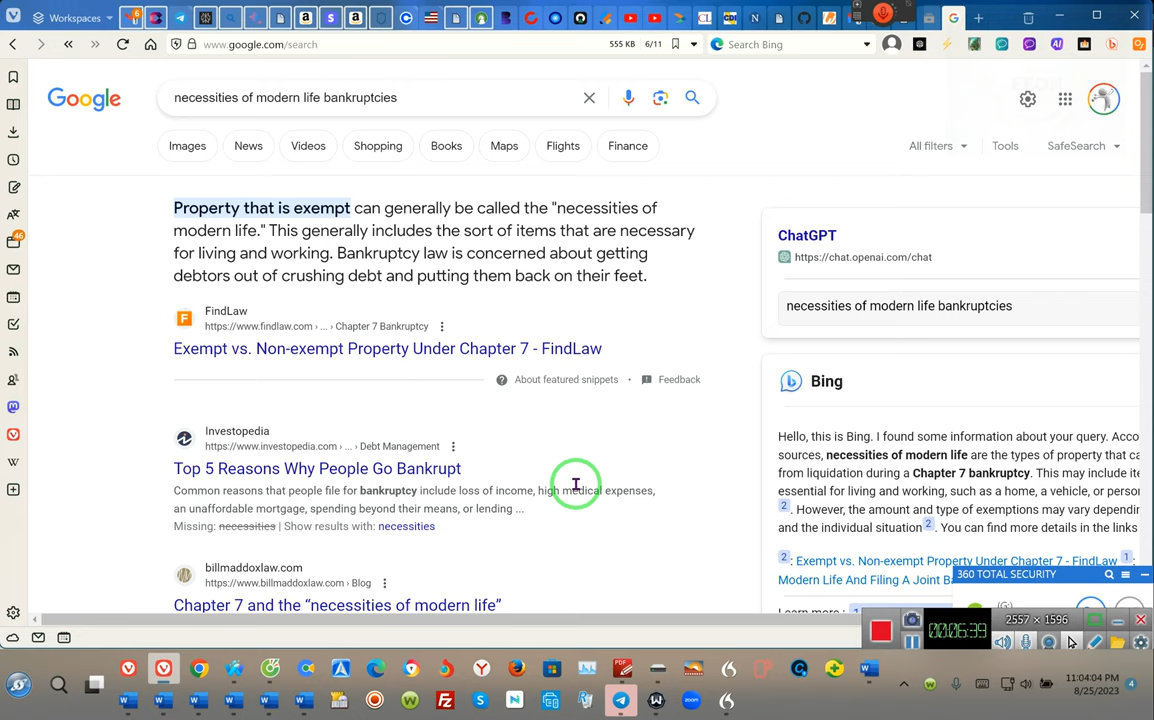 Workspaces
www.google.com/search
555 KB
6/11
Search Bing
Google
necessities of modern life bankruptcies
Images
News
Videos
Shopping
Books
Maps
Flights
Finance
All filters
Tools
SafeSearch
Property that is exempt can generally be called the "necessities of
modern life." This generally includes the sort of items that are necessary
for living and working. Bankruptcy law is concerned about getting
debtors out of crushing debt and putting them back on their feet.
FindLaw
https://www.findlaw.com › ... › Chapter 7 Bankruptcy
Exempt vs. Non-exempt Property Under Chapter 7 - FindLaw
About featured snippets
•
Feedback
Investopedia
https://www.investopedia.com › ... › Debt Management
Top 5 Reasons Why People Go Bankrupt
Common reasons that people file for bankruptcy include loss of income, high medical expenses,
an unaffordable mortgage, spending beyond their means, or lending ...
Missing: necessities | Show results with: necessities
billmaddoxlaw.com
https://www.billmaddoxlaw.com › Blog
Chapter 7 and the “necessities of modern life”
ChatGPT
https://chat.openai.com/chat
necessities of modern life bankruptcies
Bing
Hello, this is Bing. I found some information about your query. Acco
sources, necessities of modern life are the types of property that ca
from liquidation during a Chapter 7 bankruptcy. This may include ite
essential for living and working, such as a home, a vehicle, or person
2. However, the amount and type of exemptions may vary dependin
and the individual situation 2. You can find more details in the links
2: Exempt vs. Non-exempt Property Under Chapter 7 - FindLaw 1:
Modern Life And Filing A Joint Ba
360 TOTAL SECURITY
(G:)
Learn more :
2557 × 1596
00:06:39
46
11:04:04 PM
8/25/2023
4